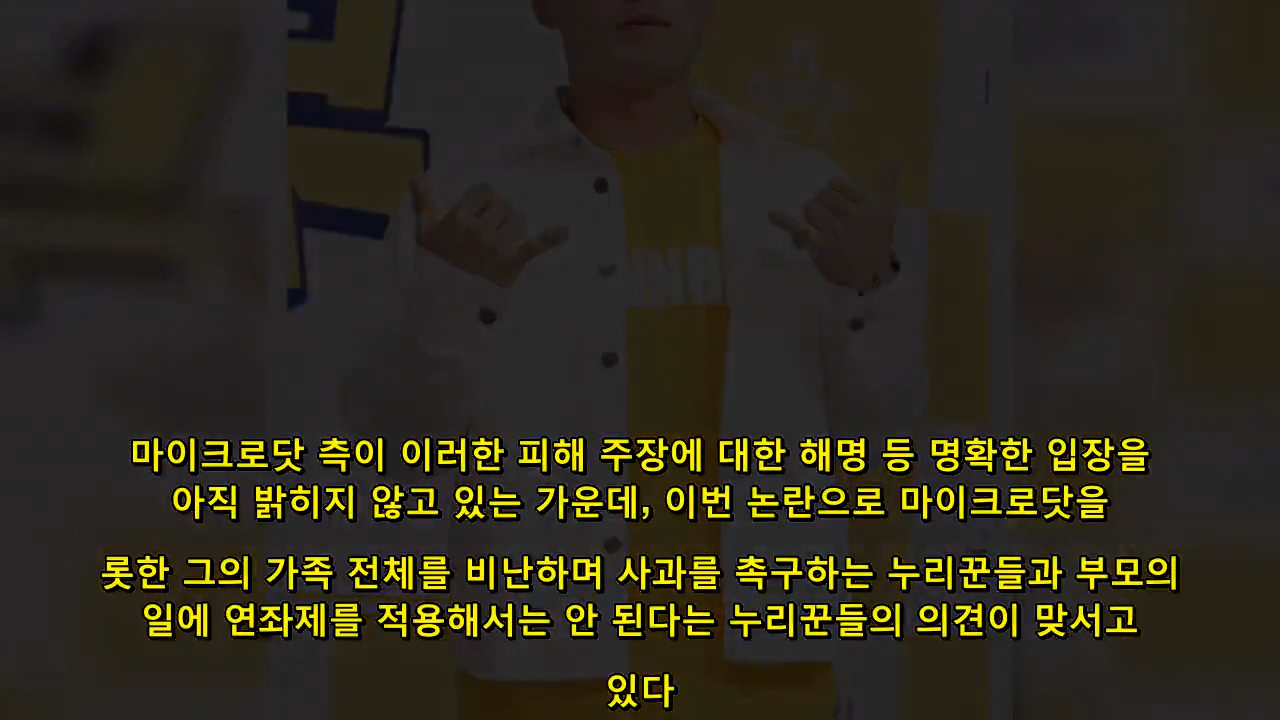 마이크로닷 측이 이러한 피해 주장에 대한 해명 등 명확한 입장을
아직 밝히지 않고 있는 가운데, 이번 논란으로 마이크로닷을
롯한 그의 가족 전체를 비난하며 사과를 촉구하는 누리꾼들과 부모의
일에 연좌제를 적용해서는 안 된다는 누리꾼들의 의견이 맞서고
있다